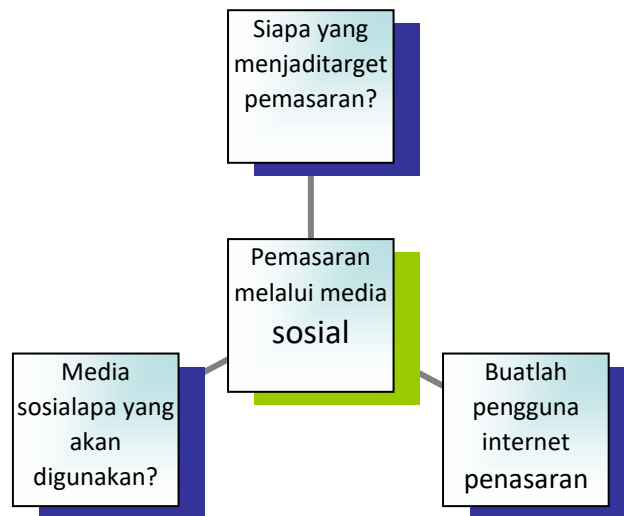 Siapa yang
menjaditarget
pemasaran?
Pemasaran
melalui media
sosial
Media
sosialapa yang
akan
digunakan?
Buatlah
pengguna
internet
penasaran